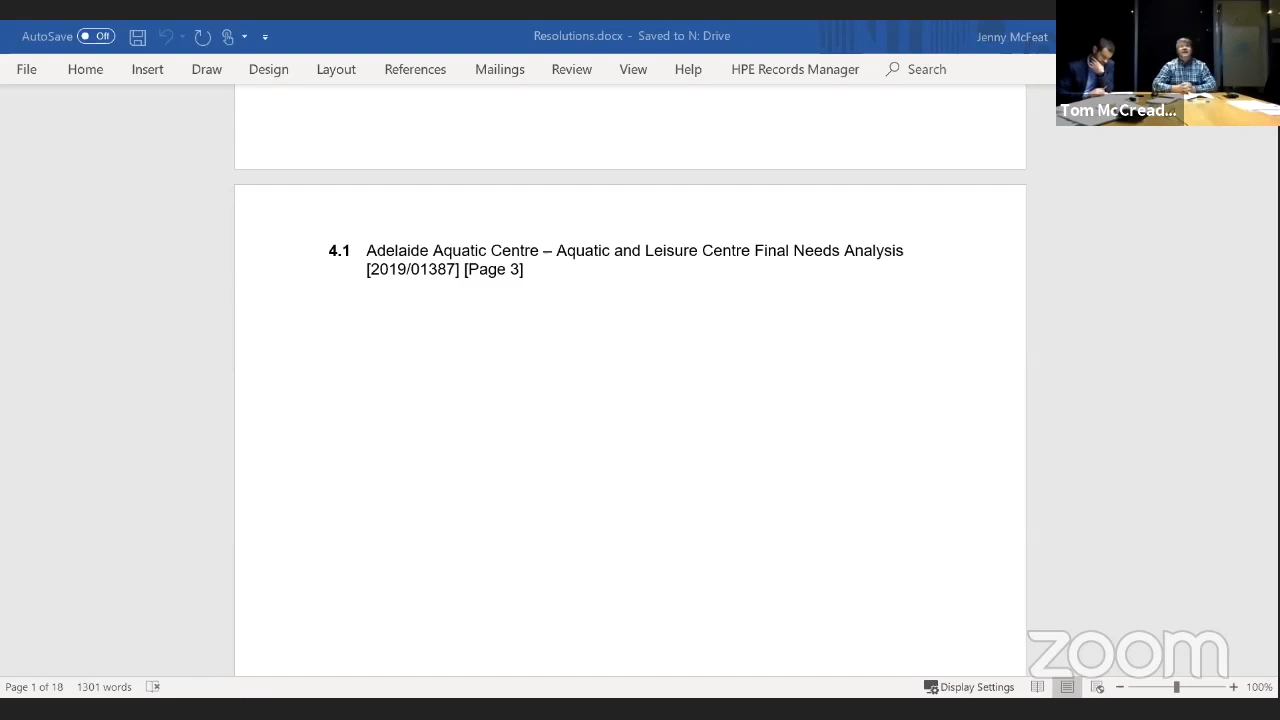 AutoSave Off
Resolutions.docx - Saved to N: Drive
Jenny McFeat
File Home Insert Draw Design Layout References Mailings Review View Help HPE Records Manager Search
Tom McCread...
4.1 Adelaide Aquatic Centre – Aquatic and Leisure Centre Final Needs Analysis
[2019/01387] [Page 3]
zoom
Page 1 of 18 1301 words Display Settings 100%